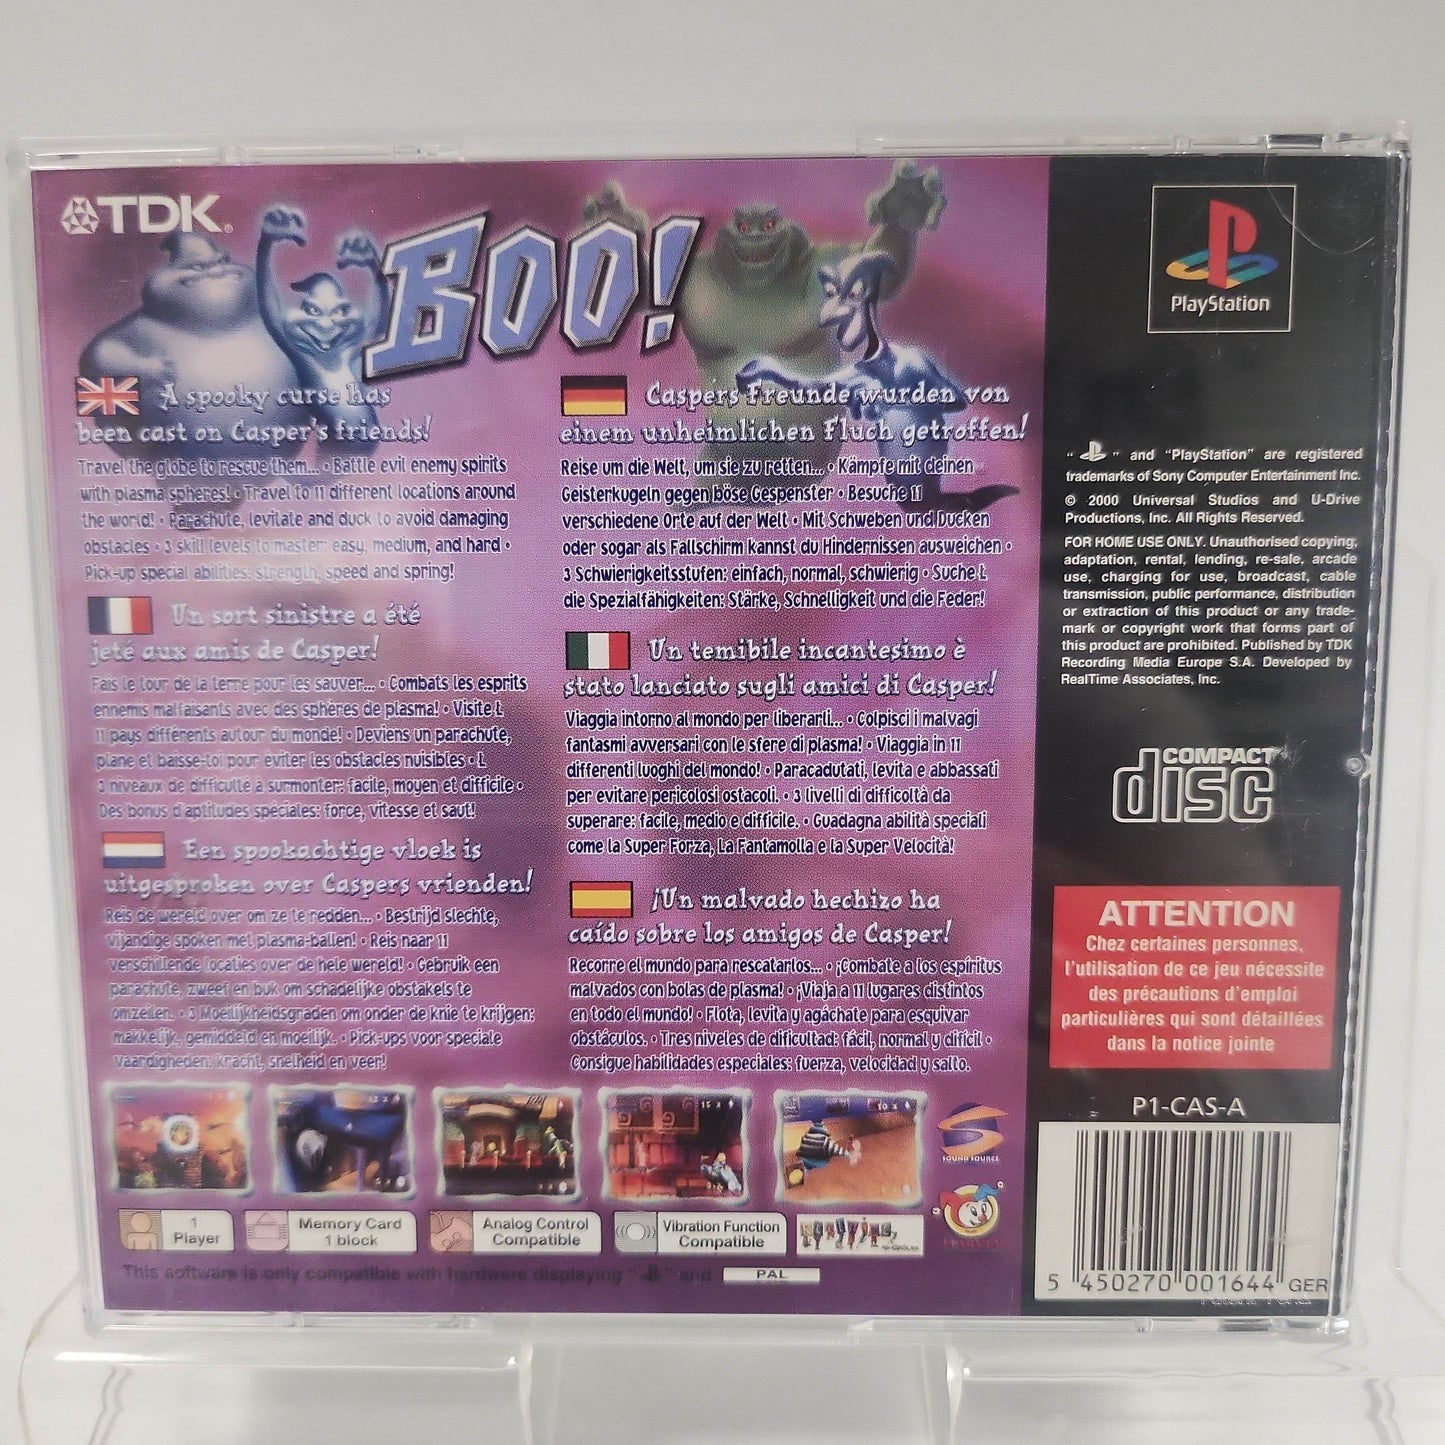 TDK
BOO!
A spooky curse has
been cast on Casper's friends!
Travel the globe to rescue them... • Battle evil enemy spirits
with plasma spheres! • Travel to 11 different locations around
the world! • Parachute, levitate and duck to avoid damaging
obstacles • 3 skill levels to master: easy, medium, and hard •
Pick-up special abilities: strength, speed and spring!
Un sort sinistre a été
jeté aux amis de Casper!
Fais le tour de la terre pour les sauver... • Combats les esprits
ennemis malfaisants avec des sphères de plasma! • Visite Ł
11 pays différents autour du monde! • Deviens un parachute,
plane et baisse-toi pour éviter les obstacles nuisibles • Ł
3 niveaux de difficulté à surmonter: facile, moyen et difficile •
Des bonus d'aptitudes spéciales: force, vitesse et saut!
Een spookachtige vloek is
uitgesproken over Caspers vrienden!
Reis de wereld over om ze te redden... • Bestrijd slechte,
vijandige spoken met plasma-ballen! • Reis naar 11
verschillende locaties over de hele wereld! • Gebruik een
parachute, zweef en buk om schadelijke obstakels te
omzeilen. • 3 Moeilijkheidsgraden om onder de knie te krijgen:
makkelijk, gemiddeld en moeilijk. • Pick-ups voor speciale
vaardigheden: kracht, snelheid en veer!
Caspers Freunde wurden von
einem unheimlichen Fluch getroffen!
Reise um die Welt, um sie zu retten... • Kämpfe mit deinen
Geisterkugeln gegen böse Gespenster • Besuche 11
verschiedene Orte auf der Welt • Mit Schweben und Ducken
oder sogar als Fallschirm kannst du Hindernissen ausweichen •
3 Schwierigkeitsstufen: einfach, normal, schwierig • Suche Ł
die Spezialfähigkeiten: Stärke, Schnelligkeit und die Feder!
Un temibile incantesimo è
stato lanciato sugli amici di Casper!
Viaggia intorno al mondo per liberarli... • Colpisci i malvagi
fantasmi avversari con le sfere di plasma! • Viaggia in 11
differenti luoghi del mondo! • Paracadutati, levita e abbassati
per evitare pericolosi ostacoli. • 3 livelli di difficoltà da
superare: facile, medio e difficile. • Guadagna abilità speciali
come la Super Forza, La Fantamolla e la Super Velocità!
¡Un malvado hechizo ha
caído sobre los amigos de Casper!
Recorre el mundo para rescatarlos... • ¡Combate a los espíritus
malvados con bolas de plasma! • ¡Viaja a 11 lugares distintos
en todo el mundo! • Flota, levita y agáchate para esquivar
obstáculos. • Tres niveles de dificultad: fácil, normal y difícil •
Consigue habilidades especiales: fuerza, velocidad y salto.
15 X
10 X
SOUND SOURCE
1
Player
Memory Card
1 block
Analog Control
Compatible
Vibration Function
Compatible
This software is only compatible with hardware displaying " " and PAL
PlayStation
" " and "PlayStation" are registered
trademarks of Sony Computer Entertainment Inc.
© 2000 Universal Studios and U-Drive
Productions, Inc. All Rights Reserved.
FOR HOME USE ONLY. Unauthorised copying,
adaptation, rental, lending, re-sale, arcade
use, charging for use, broadcast, cable
transmission, public performance, distribution
or extraction of this product or any trade-
mark or copyright work that forms part of
this product are prohibited. Published by TDK
Recording Media Europe S.A. Developed by
RealTime Associates, Inc.
COMPACT
disc
ATTENTION
Chez certaines personnes,
l'utilisation de ce jeu nécessite
des précautions d'emploi
particulières qui sont détaillées
dans la notice jointe
P1-CAS-A
5 450270 001644 GER